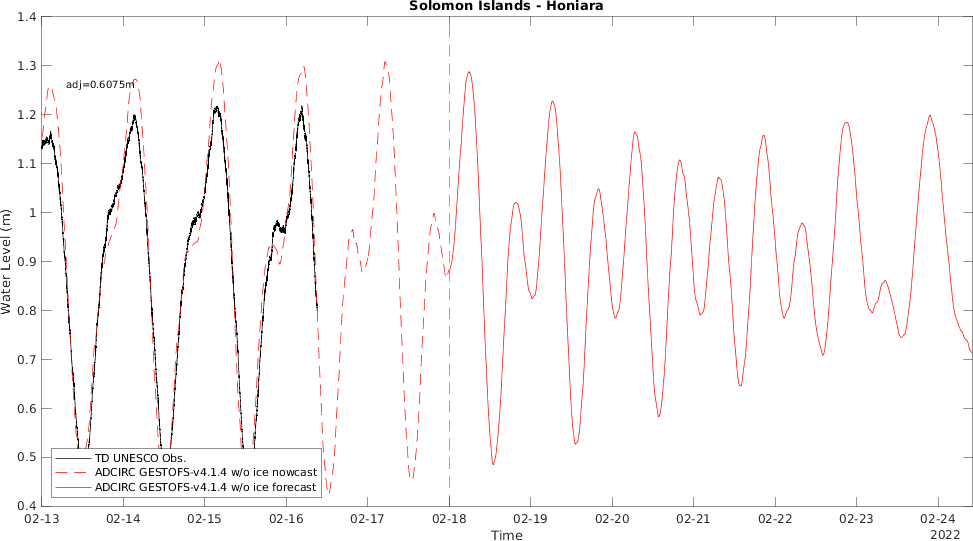 Solomon Islands - Honiara
1.4
1.3
1.2
1.1
1
0.9
0.8
0.7
0.6
0.5
0.4
Water Level (m)
adj=0.6075m
TD UNESCO Obs.
ADCIRC GESTOFS-v4.1.4 w/o ice nowcast
ADCIRC GESTOFS-v4.1.4 w/o ice forecast
02-13 02-14 02-15 02-16 02-17 02-18 02-19 02-20 02-21 02-22 02-23 02-24
Time
2022